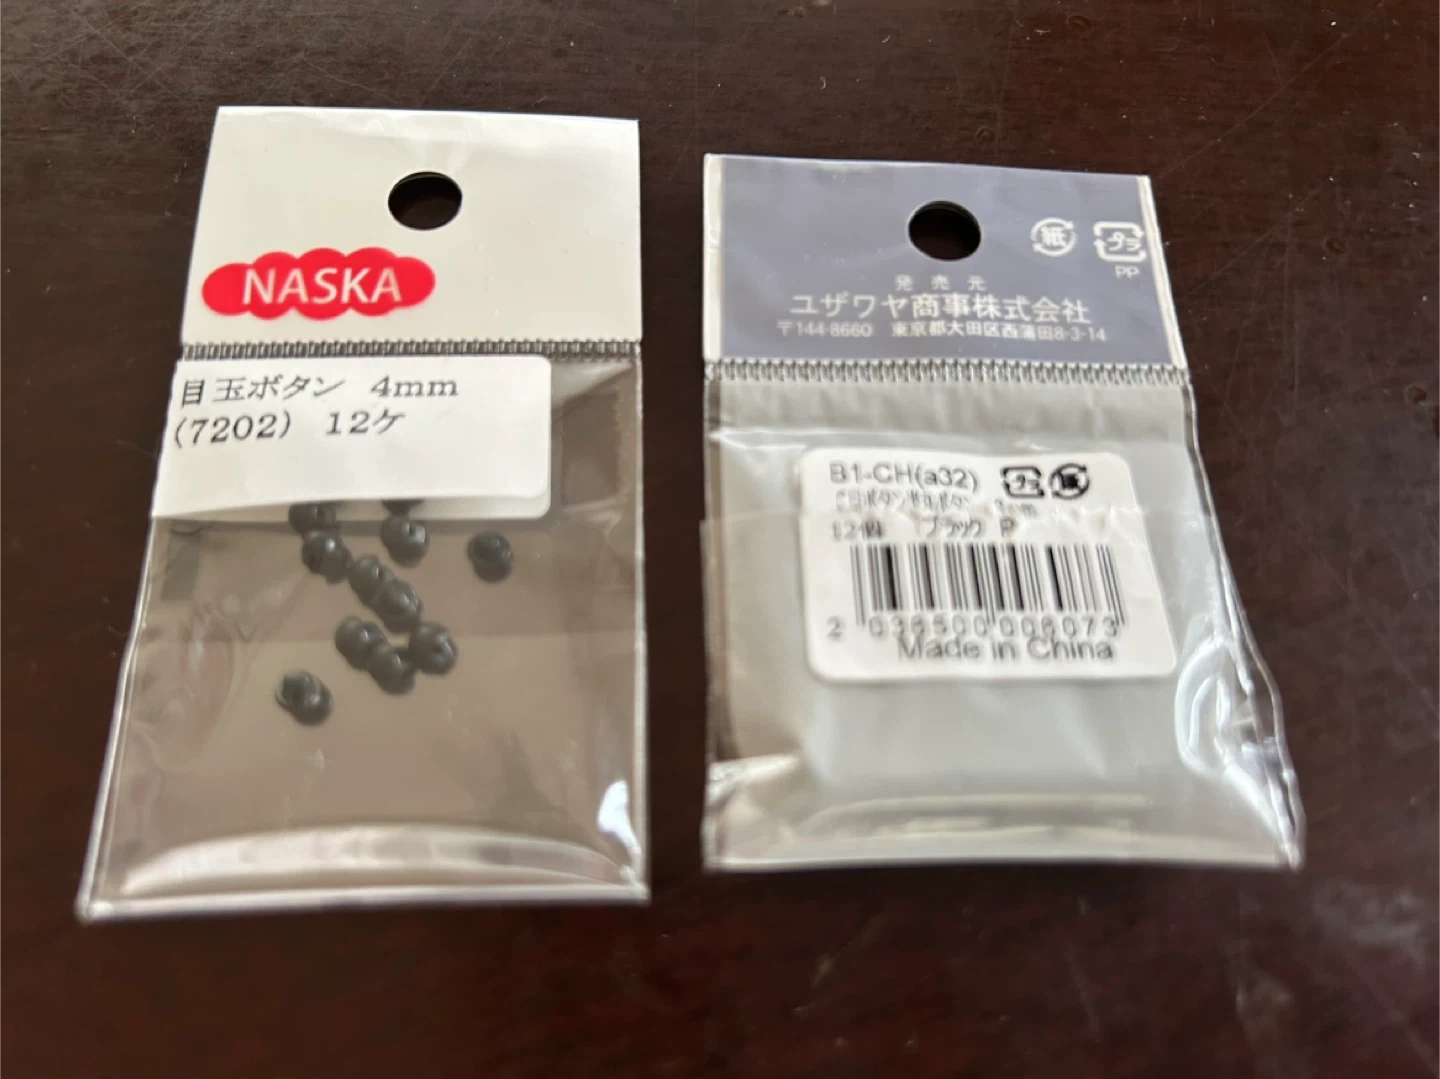 NASKA
目玉ボタン 4mm
(7202) 12ケ
紙
プラ
PP
発売元
ユザワヤ商事株式会社
〒144-8660 東京都大田区西蒲田8-3-14
B1-CH(a32) プラ 紙
12個 ブラック P
2 036500 006073
Made in China